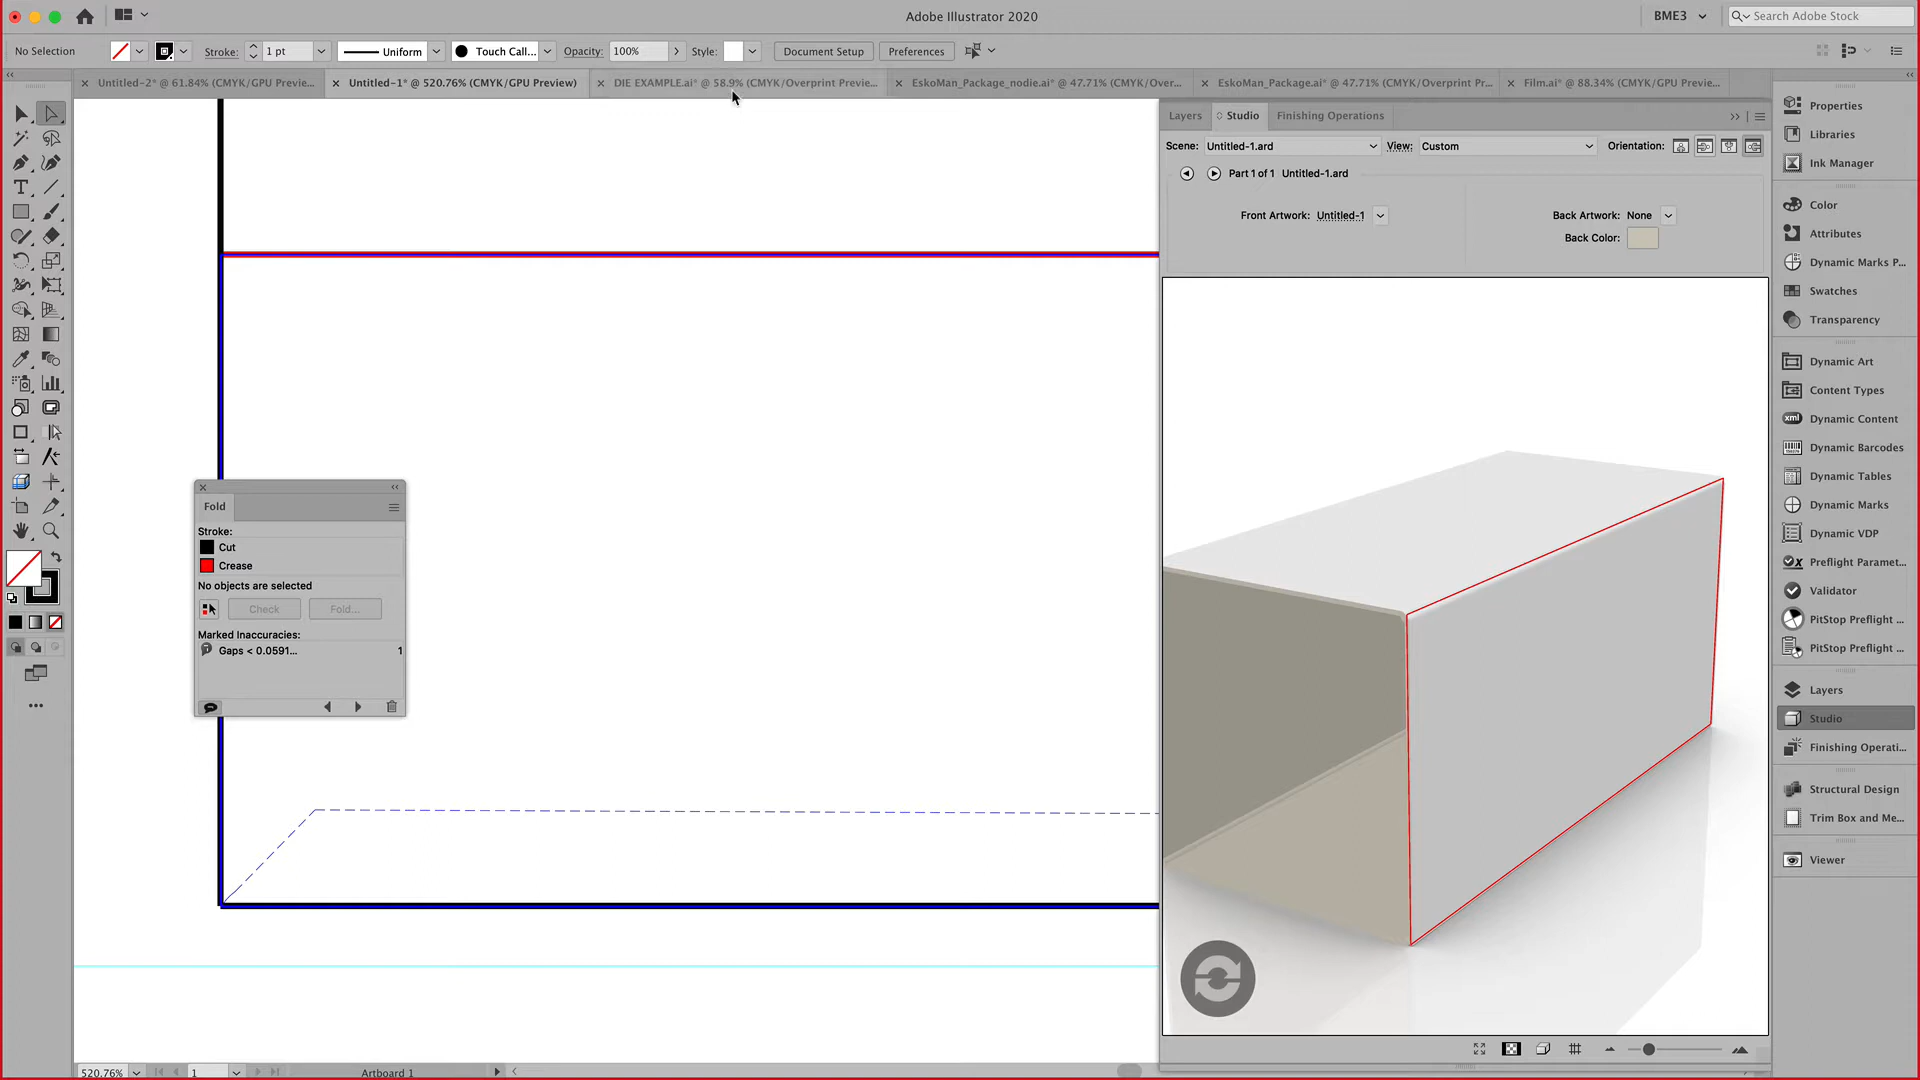 Adobe Illustrator 2020
BME3
Search Adobe Stock
No Selection
Stroke:
1 pt
Uniform
Touch Call...
Opacity:
100%
Style:
Document Setup
Preferences
Untitled-2* @ 61.84% (CMYK/GPU Previe...
Untitled-1* @ 520.76% (CMYK/GPU Preview)
DIE EXAMPLE.ai* @ 58.9% (CMYK/Overprint Previe...
EskoMan_Package_nodie.ai* @ 47.71% (CMYK/Over...
EskoMan_Package.ai* @ 47.71% (CMYK/Overprint Pr...
Film.ai* @ 88.34% (CMYK/GPU Previe...
Layers
Studio
Finishing Operations
Scene:
Untitled-1.ard
View:
Custom
Orientation:
Part 1 of 1 Untitled-1.ard
Front Artwork:
Untitled-1
Back Artwork:
None
Back Color:
Properties
Libraries
Ink Manager
Color
Attributes
Dynamic Marks P...
Swatches
Transparency
Dynamic Art
Content Types
xml
Dynamic Content
Dynamic Barcodes
Dynamic Tables
Dynamic Marks
Dynamic VDP
Preflight Paramet...
Validator
PitStop Preflight ...
PitStop Preflight ...
Layers
Studio
Finishing Operati...
Structural Design
Trim Box and Me...
Viewer
Fold
Stroke:
Cut
Crease
No objects are selected
Check
Fold...
Marked Inaccuracies:
Gaps < 0.0591...
1
520.76%
1
Artboard 1